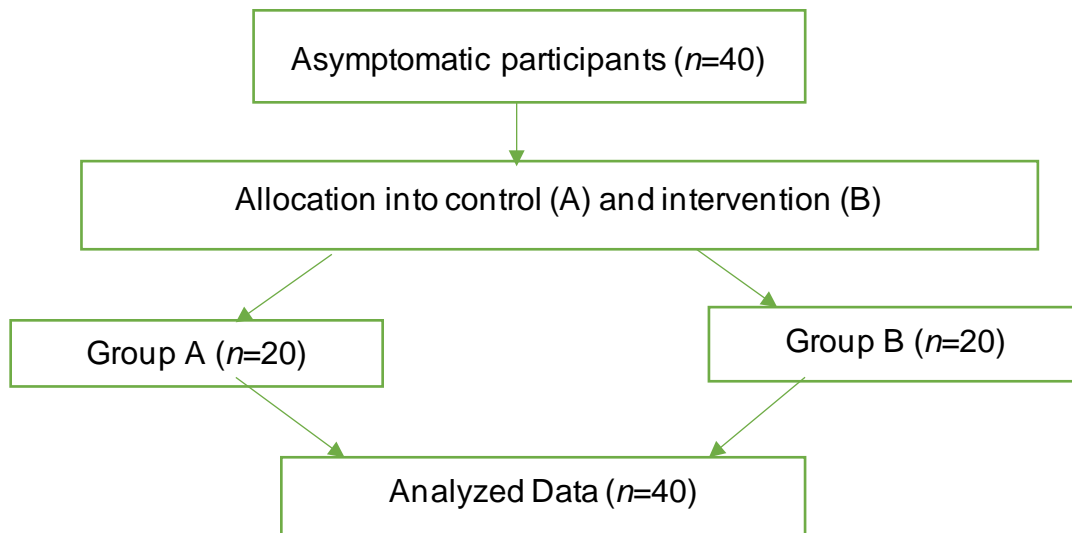 Asymptomatic participants (n=40)
Allocation into control (A) and intervention (B)
Group A (n=20)
Group B (n=20)
Analyzed Data (n=40)